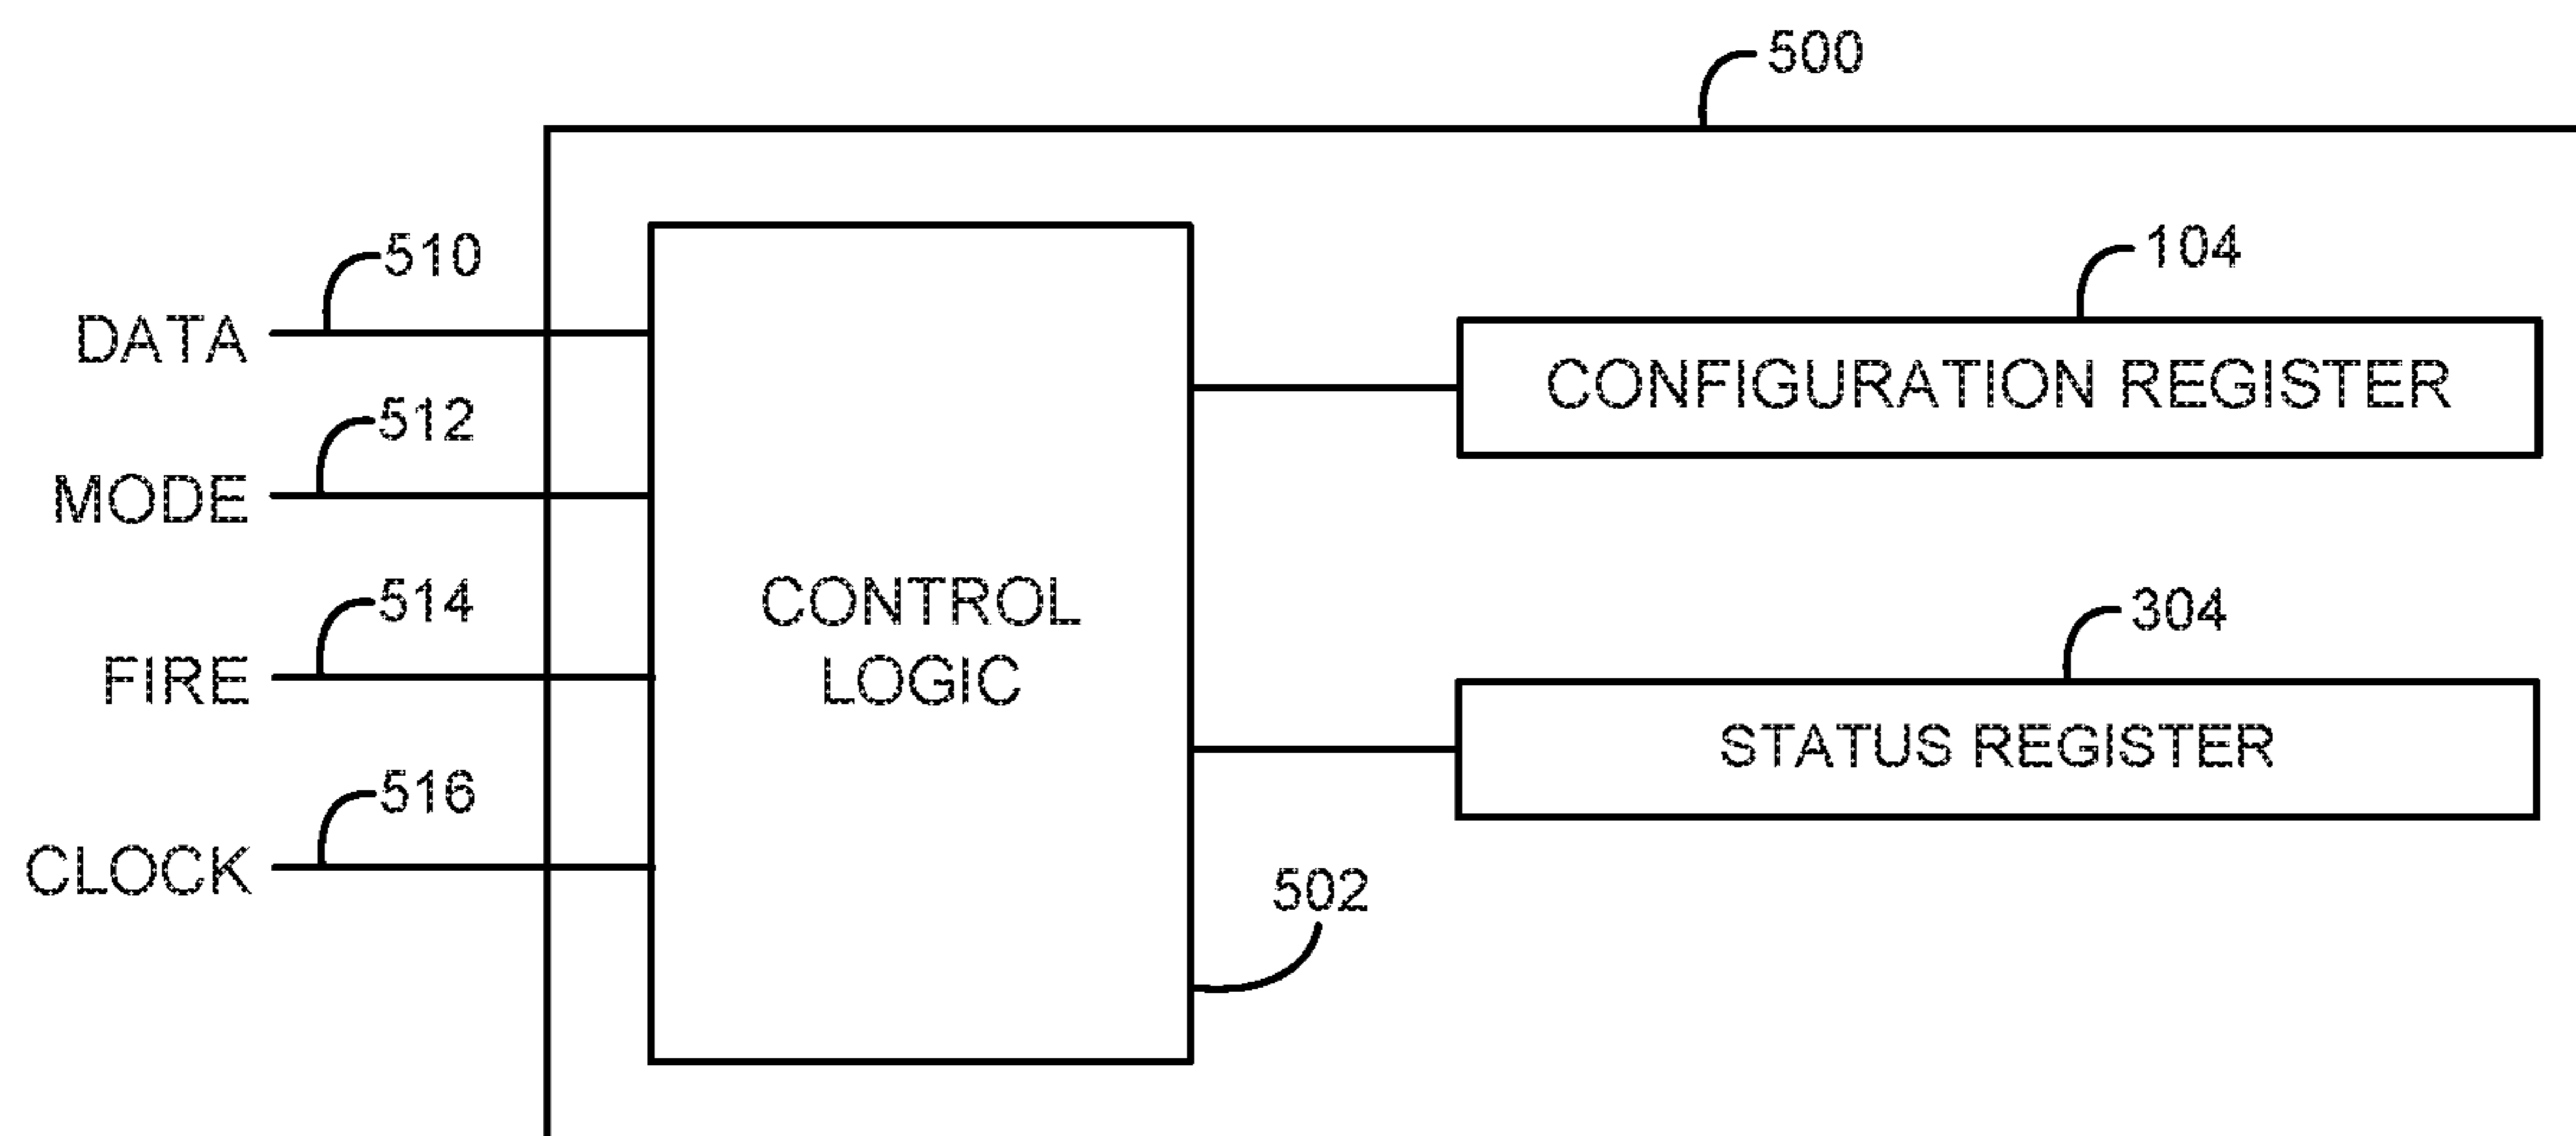 500
510
104
DATA
CONFIGURATION REGISTER
512
MODE
514
CONTROL
LOGIC
304
FIRE
STATUS REGISTER
516
CLOCK
502